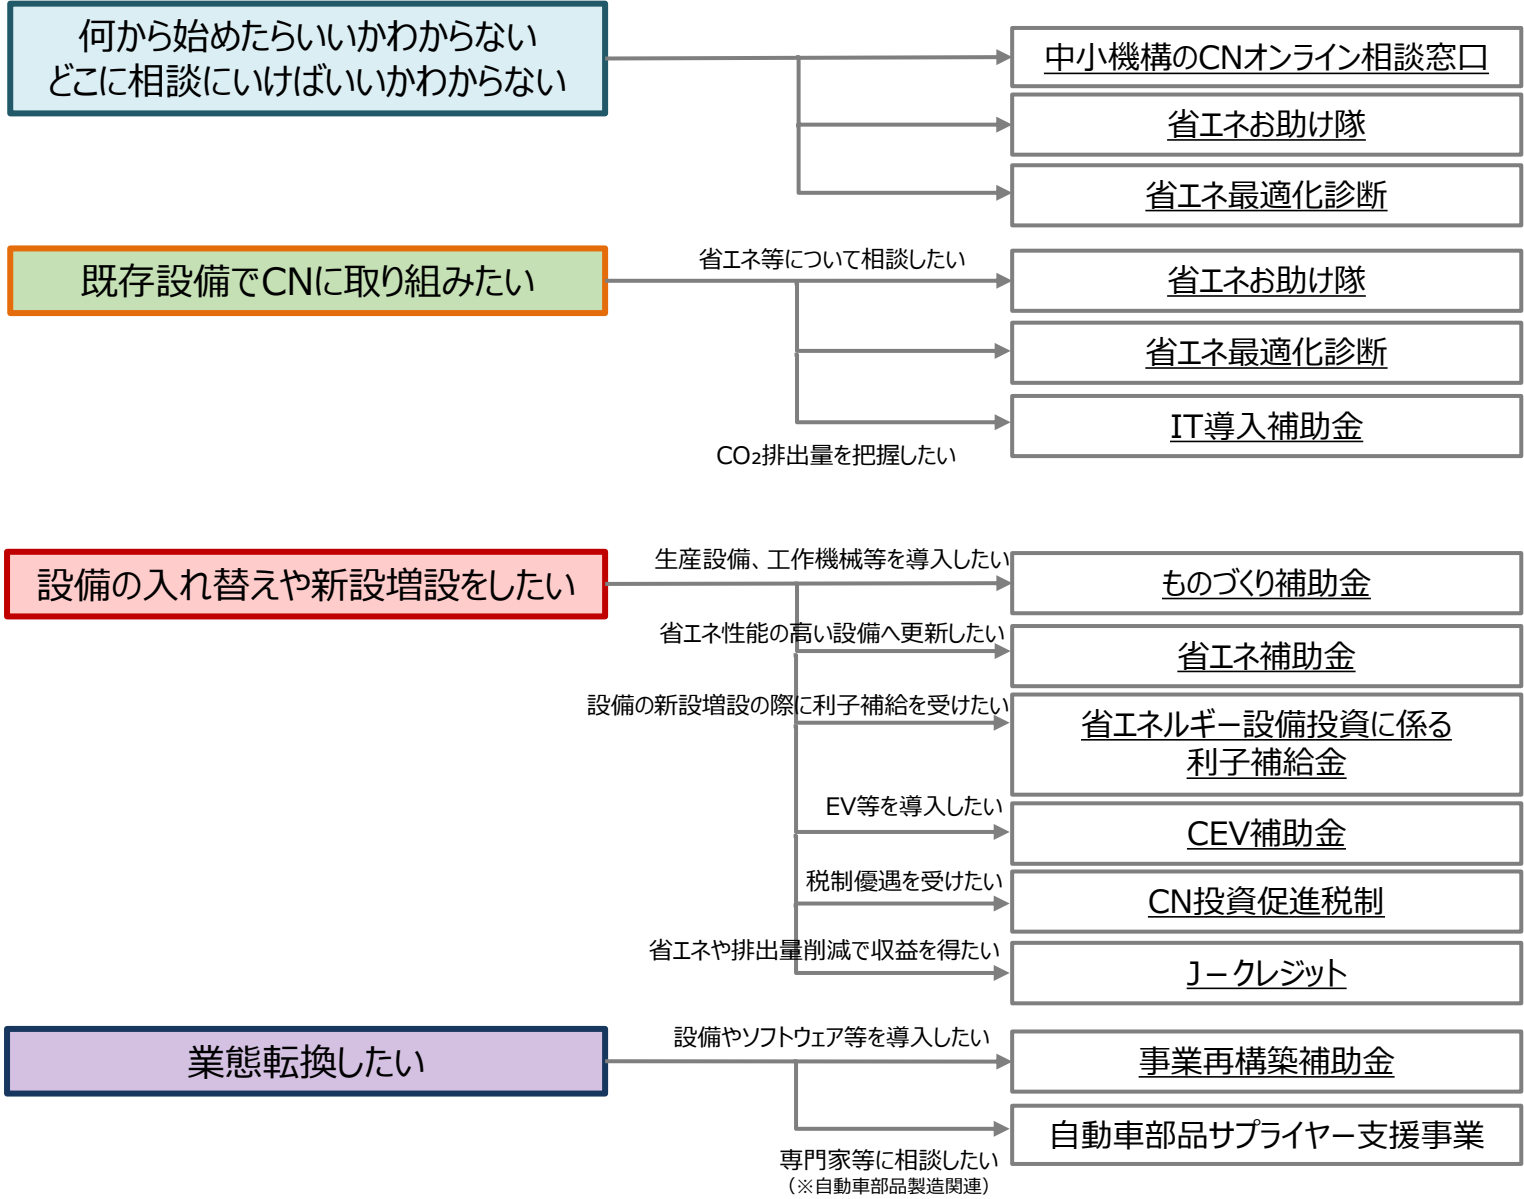 何から始めたらいいかわからない
どこに相談にいけばいいかわからない
中小機構のCNオンライン相談窓口
省エネお助け隊
省エネ最適化診断
既存設備でCNに取り組みたい
省エネ等について相談したい
省エネお助け隊
省エネ最適化診断
IT導入補助金
CO₂排出量を把握したい
設備の入れ替えや新設増設をしたい
生産設備、工作機械等を導入したい
ものづくり補助金
省エネ性能の高い設備へ更新したい
省エネ補助金
設備の新設増設の際に利子補給を受けたい
省エネルギー設備投資に係る
利子補給金
EV等を導入したい
CEV補助金
税制優遇を受けたい
CN投資促進税制
省エネや排出量削減で収益を得たい
J－クレジット
業態転換したい
設備やソフトウェア等を導入したい
事業再構築補助金
自動車部品サプライヤー支援事業
専門家等に相談したい
（※自動車部品製造関連）